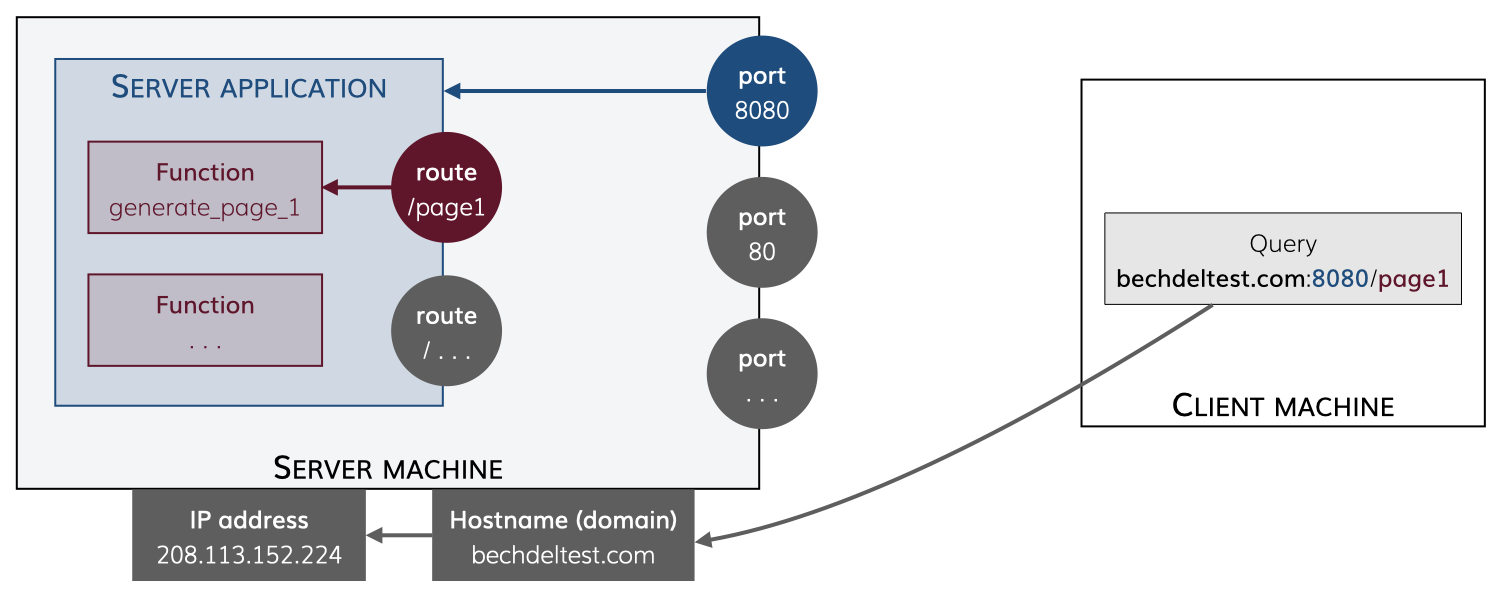 SERVER APPLICATION
Function
generate_page_1
Function
. . .
route
/page1
route
/ . . .
port
8080
port
80
port
. . .
SERVER MACHINE
IP address
208.113.152.224
Hostname (domain)
bechdeltest.com
Query
bechdeltest.com:8080/page1
CLIENT MACHINE